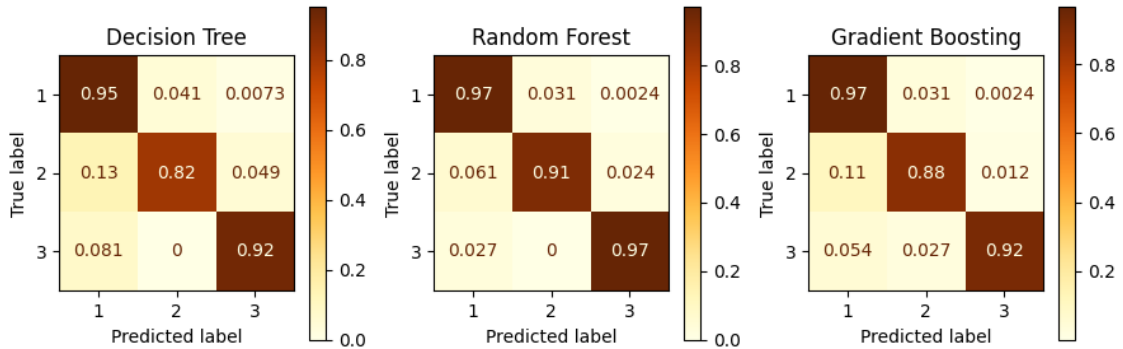 Decision Tree
True label
1
2
3
0.95 0.041 0.0073
0.13 0.82 0.049
0.081 0 0.92
1 2 3
Predicted label
0.8
0.6
0.4
0.2
0.0
Random Forest
True label
1
2
3
0.97 0.031 0.0024
0.061 0.91 0.024
0.027 0 0.97
1 2 3
Predicted label
0.8
0.6
0.4
0.2
0.0
Gradient Boosting
True label
1
2
3
0.97 0.031 0.0024
0.11 0.88 0.012
0.054 0.027 0.92
1 2 3
Predicted label
0.8
0.6
0.4
0.2